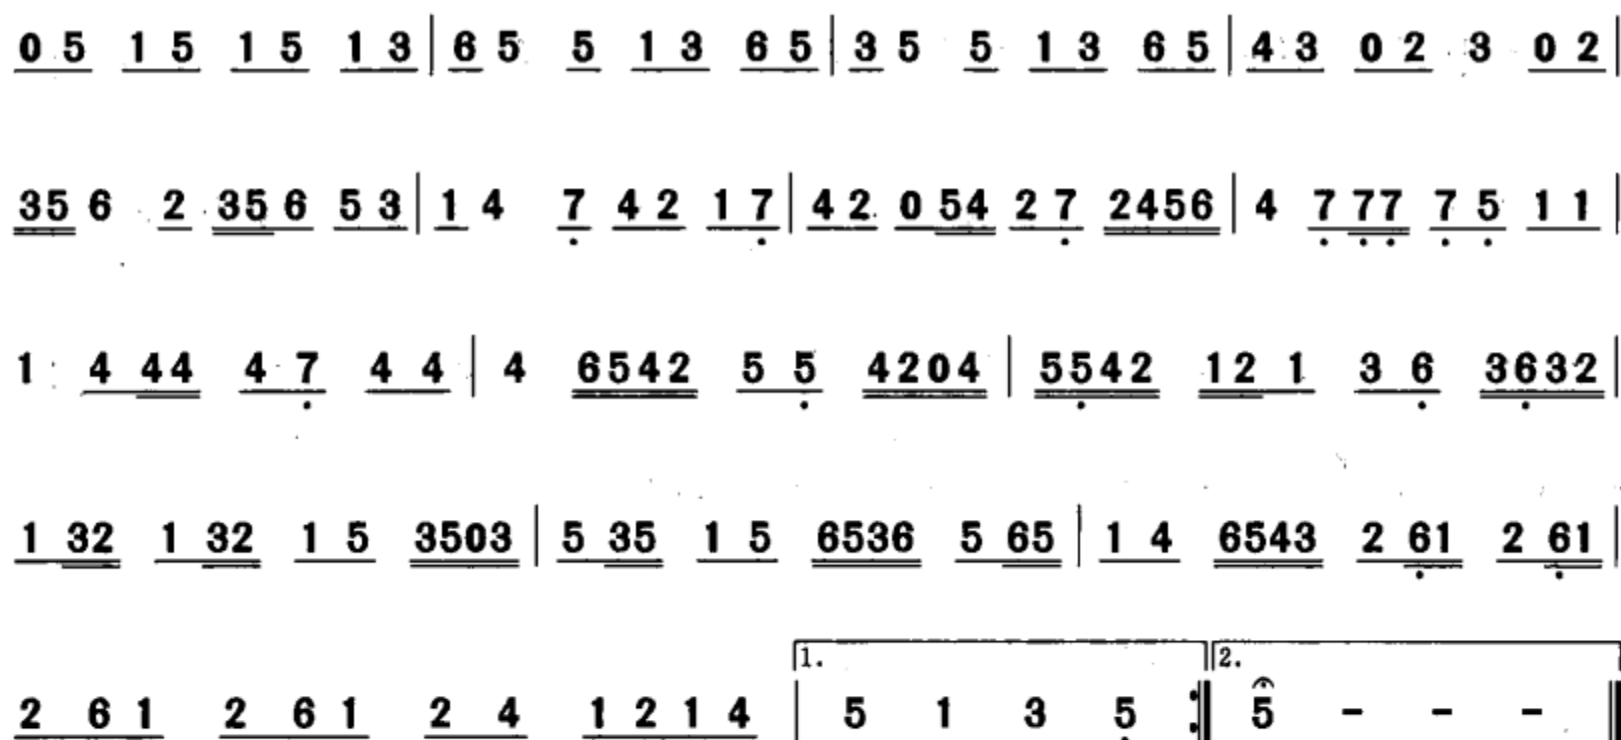 0 5 1 5 1 5 1 3 | 6 5 5 1 3 6 5 | 3 5 5 1 3 6 5 | 4 3 0 2 3 0 2 |
35 6 2 35 6 5 3 | 1 4 7 4 2 1 7 | 4 2 0 54 2 7 2456 | 4 7 77 7 5 1 1 |
1 4 44 4 7 4 4 | 4 6542 5 5 4204 | 5542 12 1 3 6 3632 |
1 32 1 32 1 5 3503 | 5 35 1 5 6536 5 65 | 1 4 6543 2 61 2 61 |
1. 2.
2 6 1 2 6 1 2 4 1 2 1 4 | 5 1 3 5 :‖ 5 - - - ‖